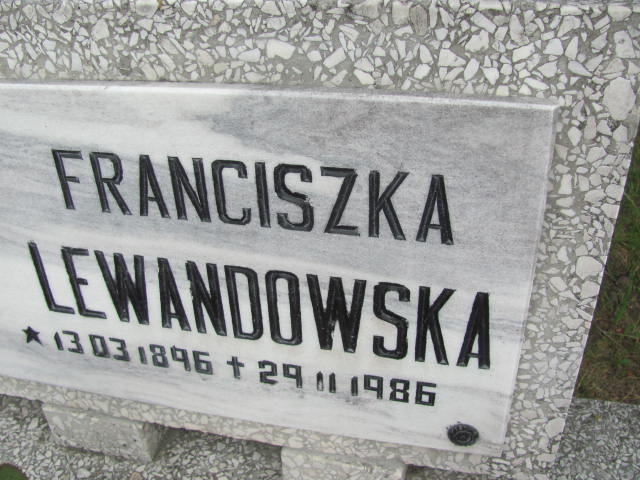 FRANCISZKA
LEWANDOWSKA
★ 13 03 1896 ✝ 29 11 1986